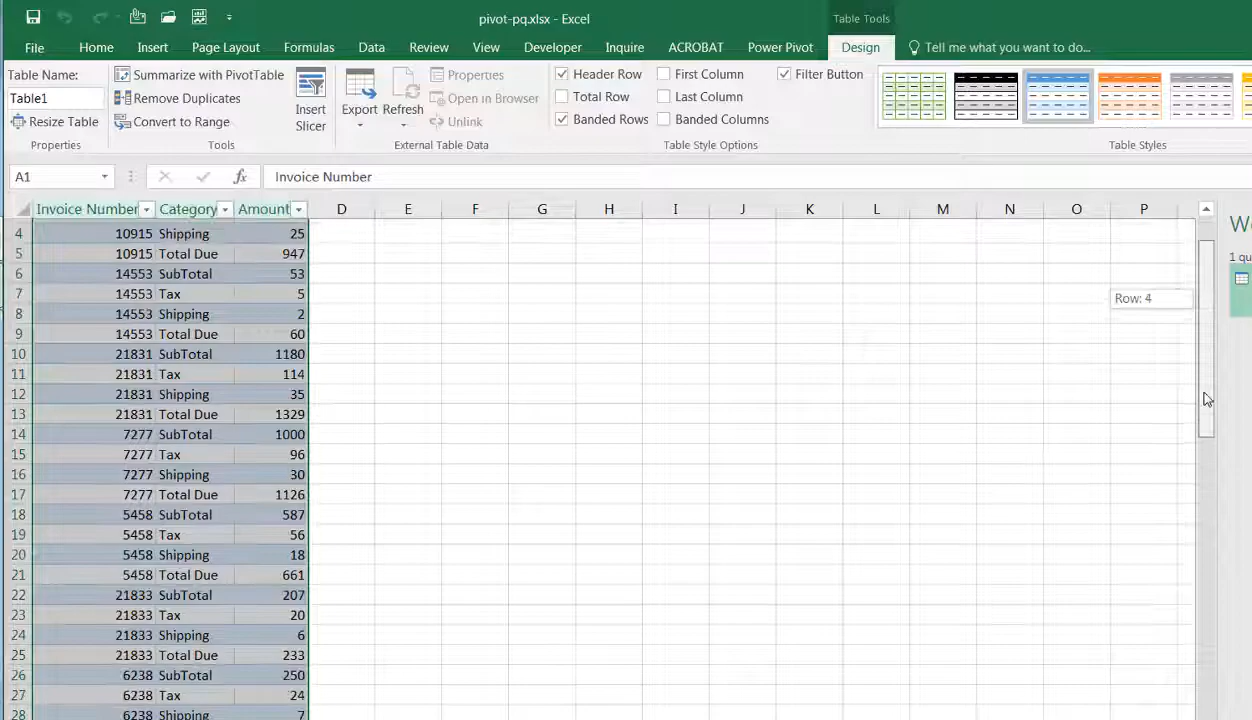 pivot-pq.xlsx - Excel
Table Tools
File Home Insert Page Layout Formulas Data Review View Developer Inquire ACROBAT Power Pivot Design Tell me what you want to do...
Table Name:
Table1
Resize Table
Properties
Summarize with PivotTable
Remove Duplicates
Convert to Range
Tools
Insert
Slicer
Export
Refresh
Properties
Open in Browser
Unlink
External Table Data
Header Row First Column Filter Button
Total Row Last Column
Banded Rows Banded Columns
Table Style Options
Table Styles
A1 fx Invoice Number
Invoice Number Category Amount D E F G H I J K L M N O P
4 10915 Shipping 25
5 10915 Total Due 947
6 14553 SubTotal 53
7 14553 Tax 5
8 14553 Shipping 2
9 14553 Total Due 60
10 21831 SubTotal 1180
11 21831 Tax 114
12 21831 Shipping 35
13 21831 Total Due 1329
14 7277 SubTotal 1000
15 7277 Tax 96
16 7277 Shipping 30
17 7277 Total Due 1126
18 5458 SubTotal 587
19 5458 Tax 56
20 5458 Shipping 18
21 5458 Total Due 661
22 21833 SubTotal 207
23 21833 Tax 20
24 21833 Shipping 6
25 21833 Total Due 233
26 6238 SubTotal 250
27 6238 Tax 24
28 6238 Shipping 7
Row: 4
1